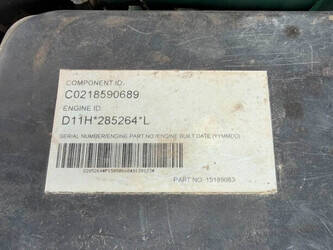 COMPONENT ID:
C0218590689
ENGINE ID:
D11H*285264*L
SERIAL NUMBER/ENGINE PART NO/ENGINE BUILT DATE (YYMMDD)
PART NO: 15189083